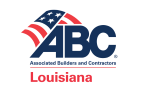 ABC
Associated Builders and Contractors
Louisiana